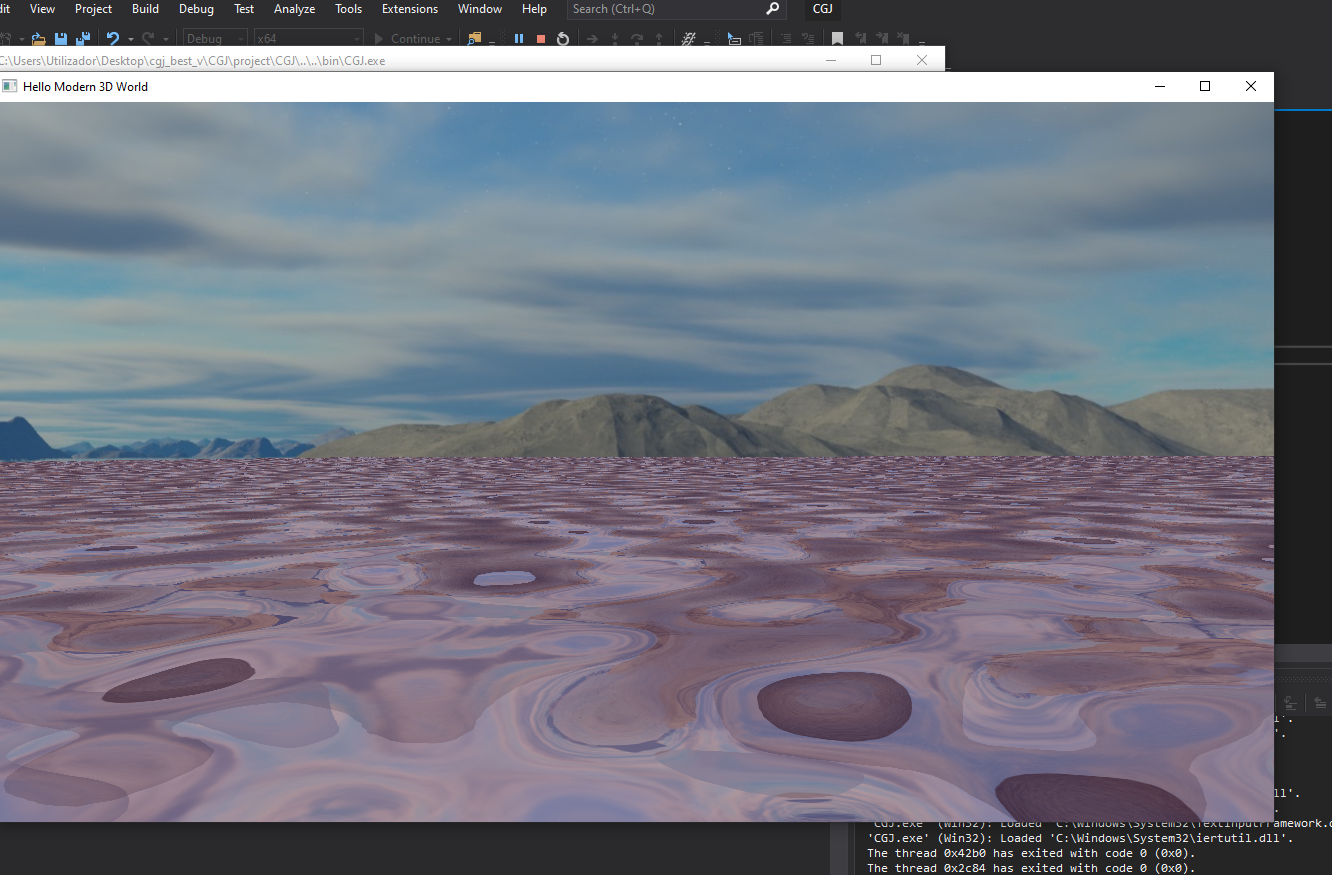 dit View Project Build Debug Test Analyze Tools Extensions Window Help Search (Ctrl+Q) CGJ
Debug x64 Continue
C:\Users\Utilizador\Desktop\cgj_best_v\CGJ\project\CGJ\..\..\bin\CGJ.exe
Hello Modern 3D World
l'.
'.
ll'.
.
'CGJ.exe' (Win32): Loaded 'C:\Windows\System32\TextInputFramework.d
'CGJ.exe' (Win32): Loaded 'C:\Windows\System32\iertutil.dll'.
The thread 0x42b0 has exited with code 0 (0x0).
The thread 0x2c84 has exited with code 0 (0x0).